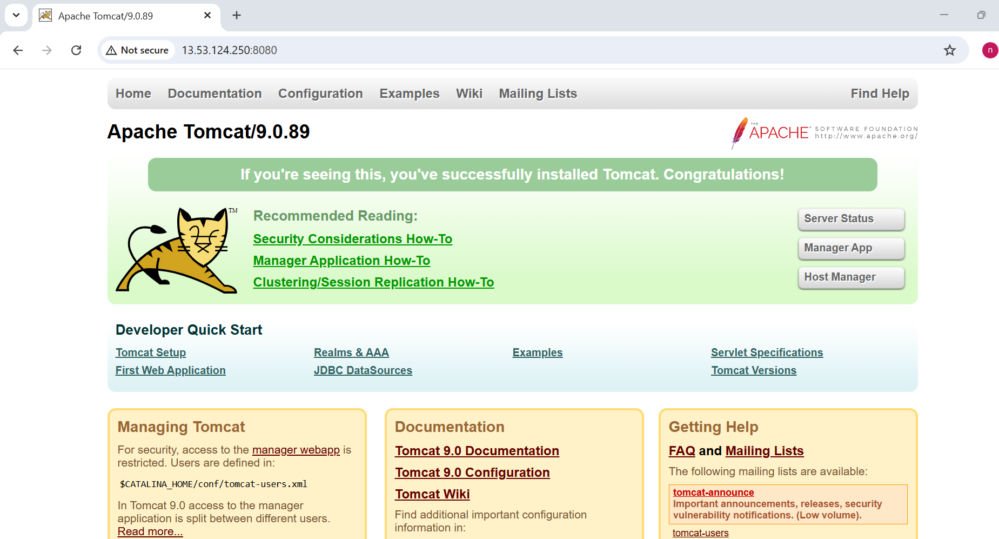 Apache Tomcat/9.0.89
Not secure 13.53.124.250:8080
n
Home Documentation Configuration Examples Wiki Mailing Lists Find Help
Apache Tomcat/9.0.89
THE APACHE SOFTWARE FOUNDATION
http://www.apache.org/
If you're seeing this, you've successfully installed Tomcat. Congratulations!
TM
Recommended Reading:
Security Considerations How-To
Manager Application How-To
Clustering/Session Replication How-To
Server Status
Manager App
Host Manager
Developer Quick Start
Tomcat Setup
First Web Application
Realms & AAA
JDBC DataSources
Examples
Servlet Specifications
Tomcat Versions
Managing Tomcat
For security, access to the manager webapp is
restricted. Users are defined in:
$CATALINA_HOME/conf/tomcat-users.xml
In Tomcat 9.0 access to the manager
application is split between different users.
Read more...
Documentation
Tomcat 9.0 Documentation
Tomcat 9.0 Configuration
Tomcat Wiki
Find additional important configuration
information in:
Getting Help
FAQ and Mailing Lists
The following mailing lists are available:
tomcat-announce
Important announcements, releases, security
vulnerability notifications. (Low volume).
tomcat-users